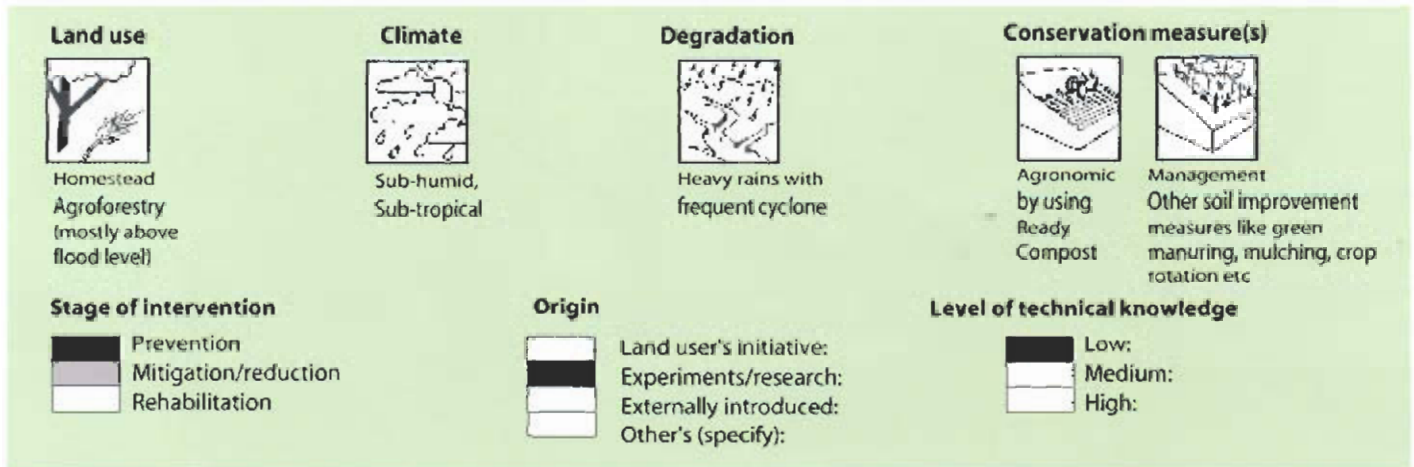 Land use
Homestead
Agroforestry
(mostly above
flood level)
Climate
Sub-humid,
Sub-tropical
Degradation
Heavy rains with
frequent cyclone
Conservation measure(s)
Agronomic
by using
Ready
Compost
Management
Other soil improvement
measures like green
manuring, mulching, crop
rotation etc
Stage of intervention
Prevention
Mitigation/reduction
Rehabilitation
Origin
Land user's initiative:
Experiments/research:
Externally introduced:
Other's (specify):
Level of technical knowledge
Low:
Medium:
High: